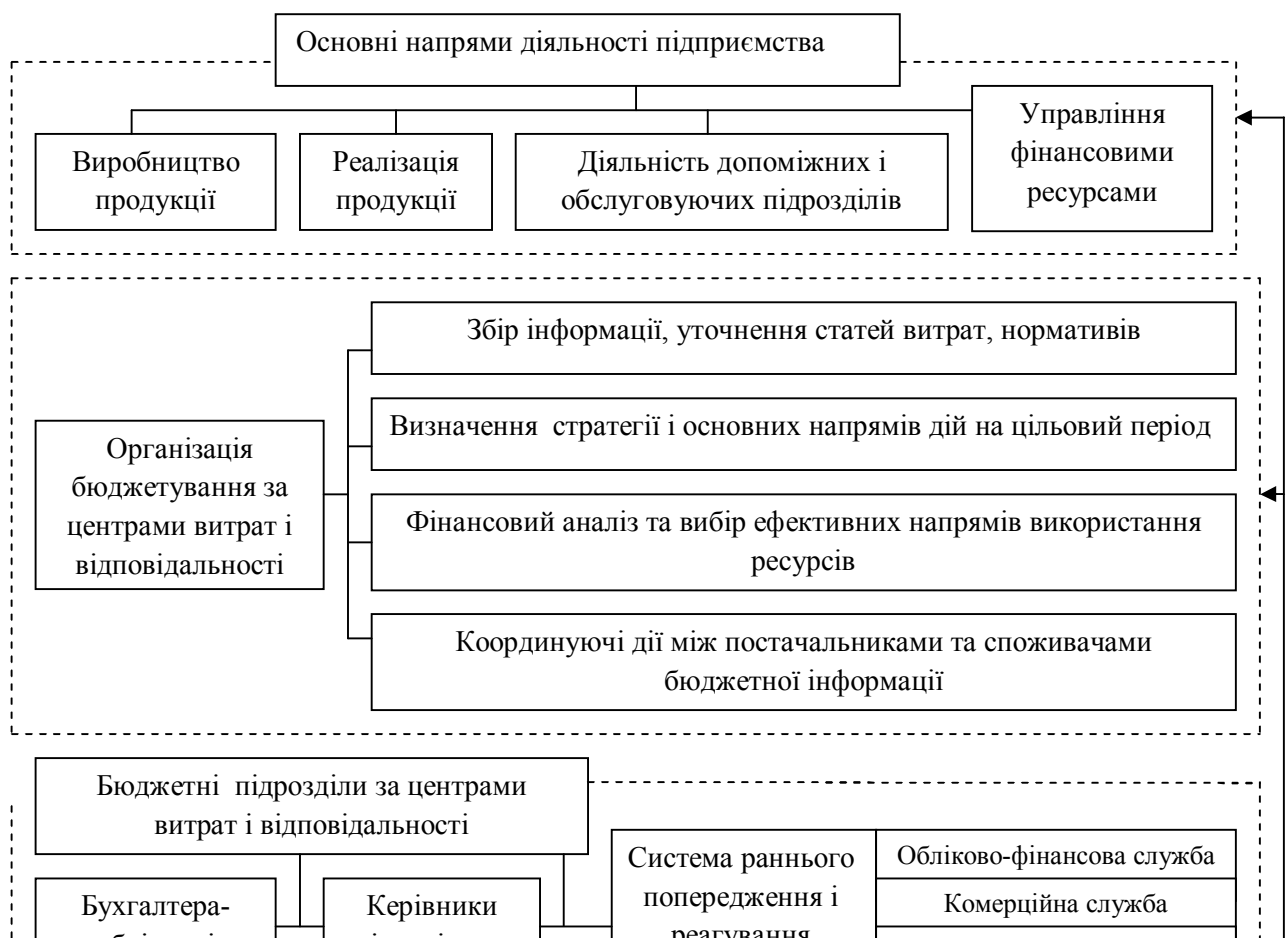 Основні напрями діяльності підприємства
Виробництво
продукції
Реалізація
продукції
Діяльність допоміжних і
обслуговуючих підрозділів
Управління
фінансовими
ресурсами
Організація
бюджетування за
центрами витрат і
відповідальності
Збір інформації, уточнення статей витрат, нормативів
Визначення стратегії і основних напрямів дій на цільовий період
Фінансовий аналіз та вибір ефективних напрямів використання
ресурсів
Координуючі дії між постачальниками та споживачами
бюджетної інформації
Бюджетні підрозділи за центрами
витрат і відповідальності
Бухгалтера-
Керівники
Система раннього
попередження і
реагування
Обліково-фінансова служба
Комерційна служба